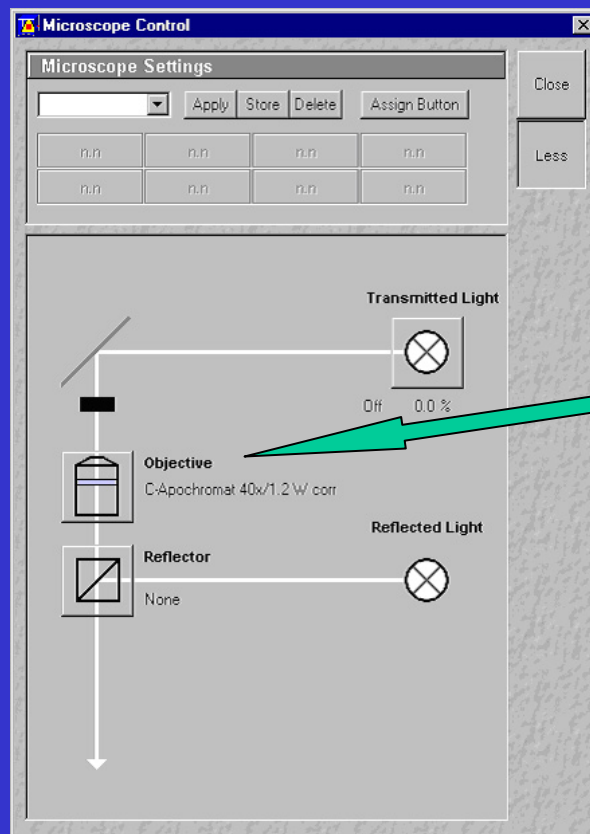 Microscope Control
Microscope Settings
Close
Apply Store Delete Assign Button
n.n n.n n.n n.n
Less
n.n n.n n.n n.n
Transmitted Light
Off 0.0 %
Objective
C-Apochromat 40x/1.2 W corr
Reflected Light
Reflector
None